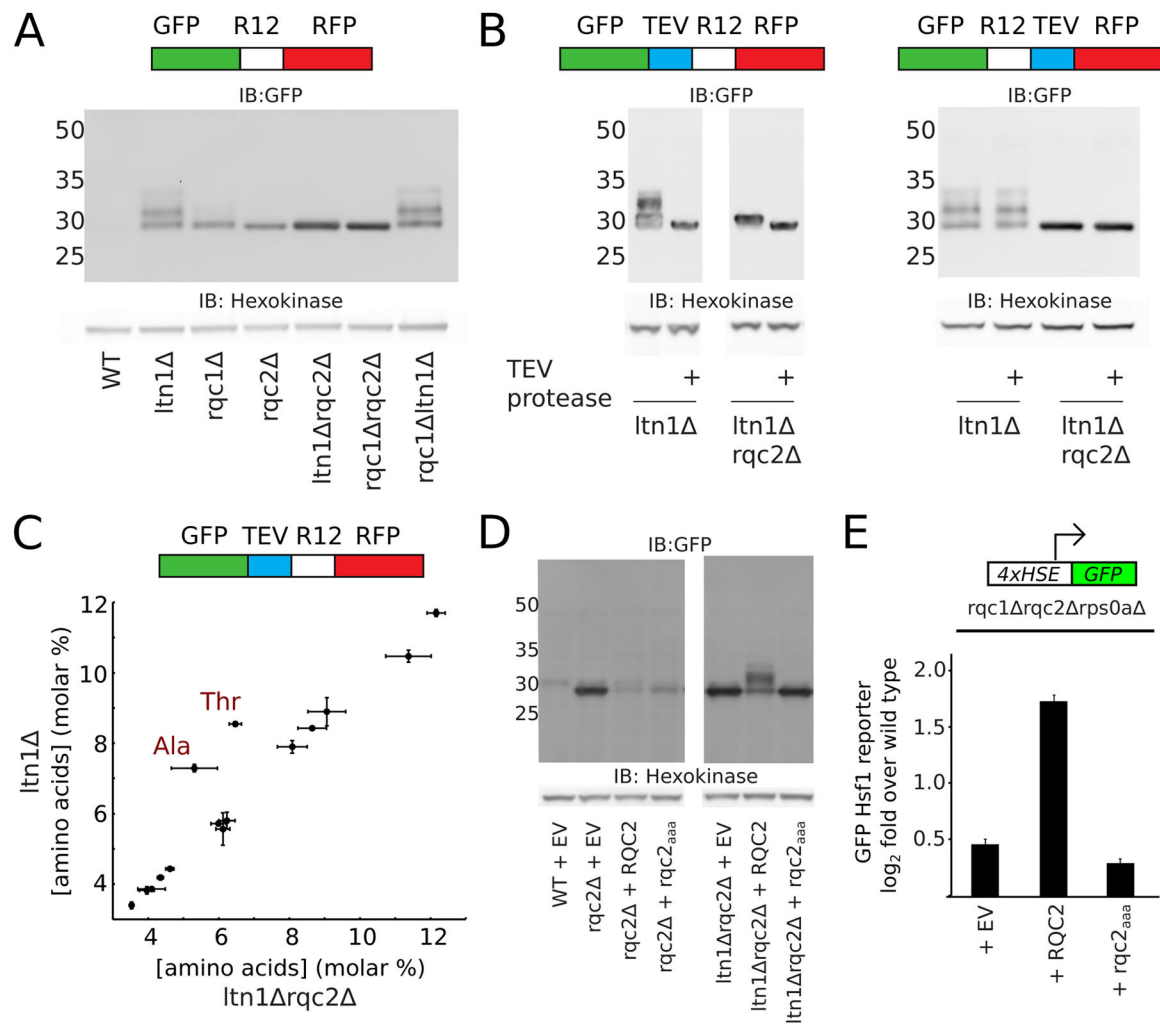 A
GFP R12 RFP
IB:GFP
50
35
30
25
IB: Hexokinase
WT
ltn1Δ
rqc1Δ
rqc2Δ
ltn1Δrqc2Δ
rqc1Δrqc2Δ
rqc1Δltn1Δ
B
GFP TEV R12 RFP
IB:GFP
50
35
30
25
IB: Hexokinase
TEV
protease
+ +
ltn1Δ
ltn1Δ
rqc2Δ
GFP R12 TEV RFP
IB:GFP
50
35
30
25
IB: Hexokinase
+ +
ltn1Δ
ltn1Δ
rqc2Δ
C
GFP TEV R12 RFP
12
10
8
6
4
ltn1Δ
[amino acids] (molar %)
Thr
Ala
4 6 8 10 12
[amino acids] (molar %)
ltn1Δrqc2Δ
D
IB:GFP
50
35
30
25
IB: Hexokinase
WT + EV
rqc2Δ + EV
rqc2Δ + RQC2
rqc2Δ + rqc2aaa
ltn1Δrqc2Δ + EV
ltn1Δrqc2Δ + RQC2
ltn1Δrqc2Δ + rqc2aaa
E
4xHSE GFP
rqc1Δrqc2Δrps0aΔ
GFP Hsf1 reporter
log2 fold over wild type
2.0
1.5
1.0
0.5
+ EV
+ RQC2
+ rqc2aaa